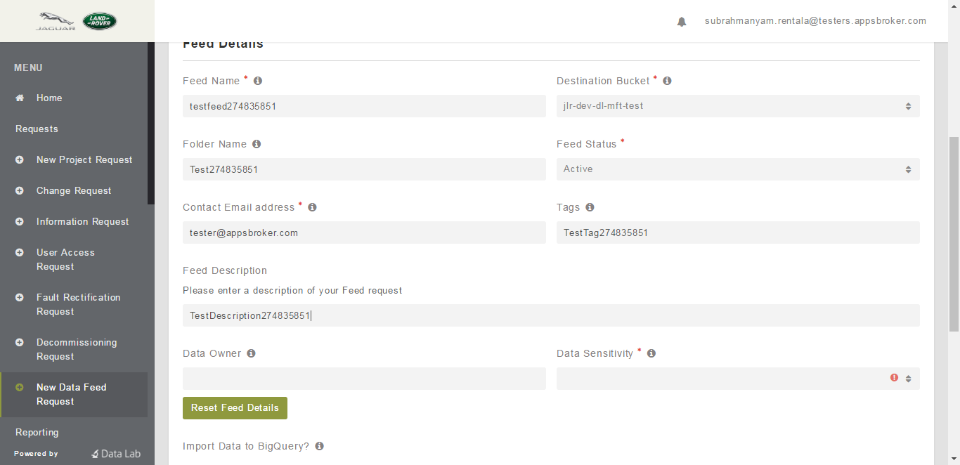 JAGUAR
LAND-
ROVER
subrahmanyam.rentala@testers.appsbroker.com
MENU
Home
Requests
New Project Request
Change Request
Information Request
User Access
Request
Fault Rectification
Request
Decommissioning
Request
New Data Feed
Request
Reporting
Powered by
Data Lab
Feed Details
Feed Name *
Destination Bucket *
testfeed274835851
jlr-dev-dl-mft-test
Folder Name
Feed Status *
Test274835851
Active
Contact Email address *
Tags
tester@appsbroker.com
TestTag274835851
Feed Description
Please enter a description of your Feed request
TestDescription274835851
Data Owner
Data Sensitivity *
Reset Feed Details
Import Data to BigQuery?